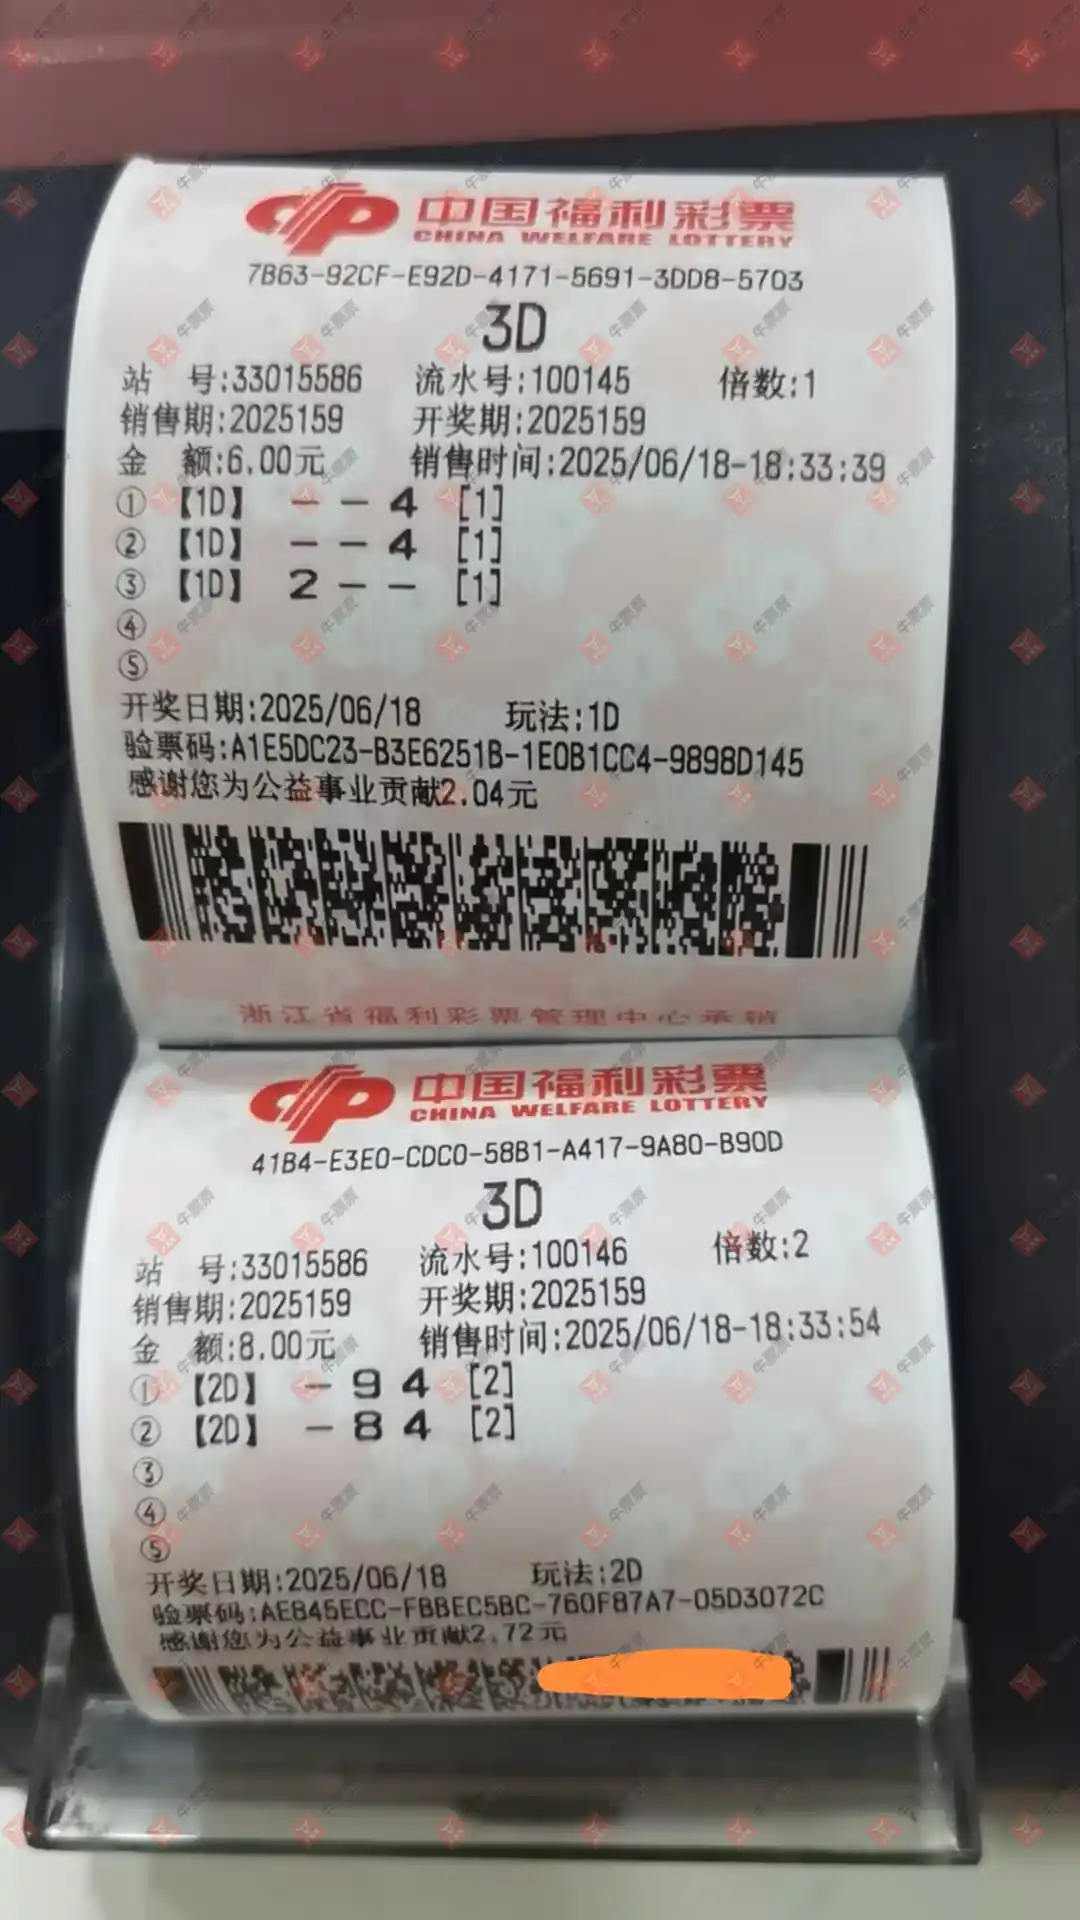 中国福利彩票
CHINA WELFARE LOTTERY
7B63-92CF-E92D-4171-5691-3DD8-5703
3D
站 号:33015586 流水号:100145 倍数:1
销售期:2025159 开奖期:2025159
金 额:6.00元 销售时间:2025/06/18-18:33:39
① 【1D】 - - 4 [1]
② 【1D】 - - 4 [1]
③ 【1D】 2 - - [1]
④
⑤
开奖日期:2025/06/18 玩法:1D
验票码:A1E5DC23-B3E6251B-1E0B1CC4-9898D145
感谢您为公益事业贡献2.04元
浙江省福利彩票管理中心承销
中国福利彩票
CHINA WELFARE LOTTERY
41B4-E3E0-CDC0-58B1-A417-9A80-B90D
3D
站 号:33015586 流水号:100146 倍数:2
销售期:2025159 开奖期:2025159
金 额:8.00元 销售时间:2025/06/18-18:33:54
① 【2D】 - 9 4 [2]
② 【2D】 - 8 4 [2]
③
④
⑤
开奖日期:2025/06/18 玩法:2D
验票码:AE845ECC-FBBEC5BC-760F87A7-05D3072C
感谢您为公益事业贡献2.72元
牛票票